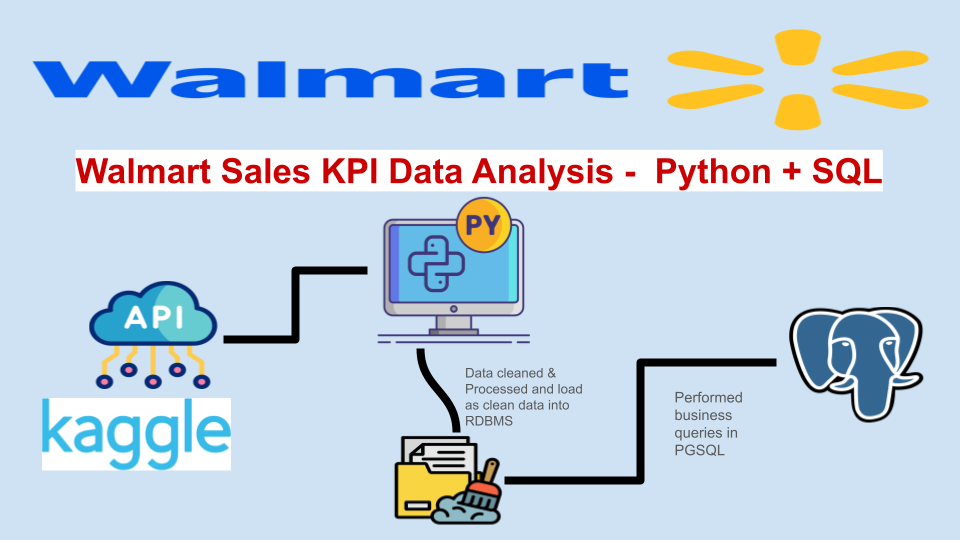 Walmart
Walmart Sales KPI Data Analysis - Python + SQL
PY
API
kaggle
Data cleaned &
Processed and load
as clean data into
RDBMS
Performed
business
queries in
PGSQL